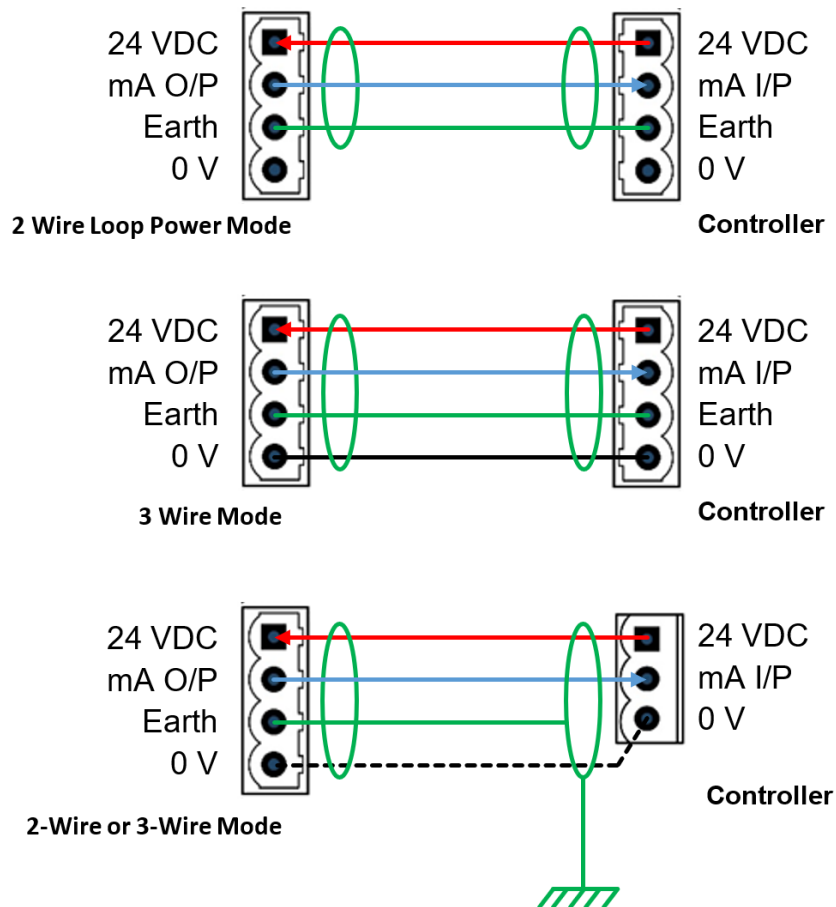 24 VDC 24 VDC
mA O/P mA I/P
Earth Earth
0 V 0 V
2 Wire Loop Power Mode Controller
24 VDC 24 VDC
mA O/P mA I/P
Earth Earth
0 V 0 V
3 Wire Mode Controller
24 VDC 24 VDC
mA O/P mA I/P
Earth 0 V
0 V
2-Wire or 3-Wire Mode Controller